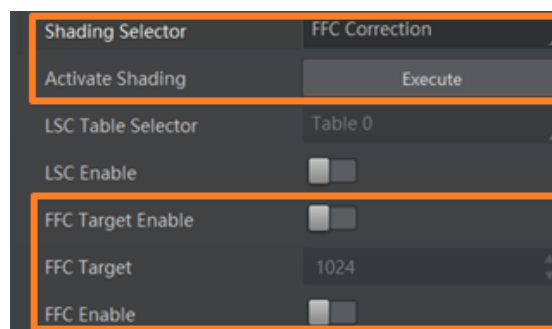 Shading Selector FFC Correction
Activate Shading Execute
LSC Table Selector Table 0
LSC Enable
FFC Target Enable
FFC Target 1024
FFC Enable